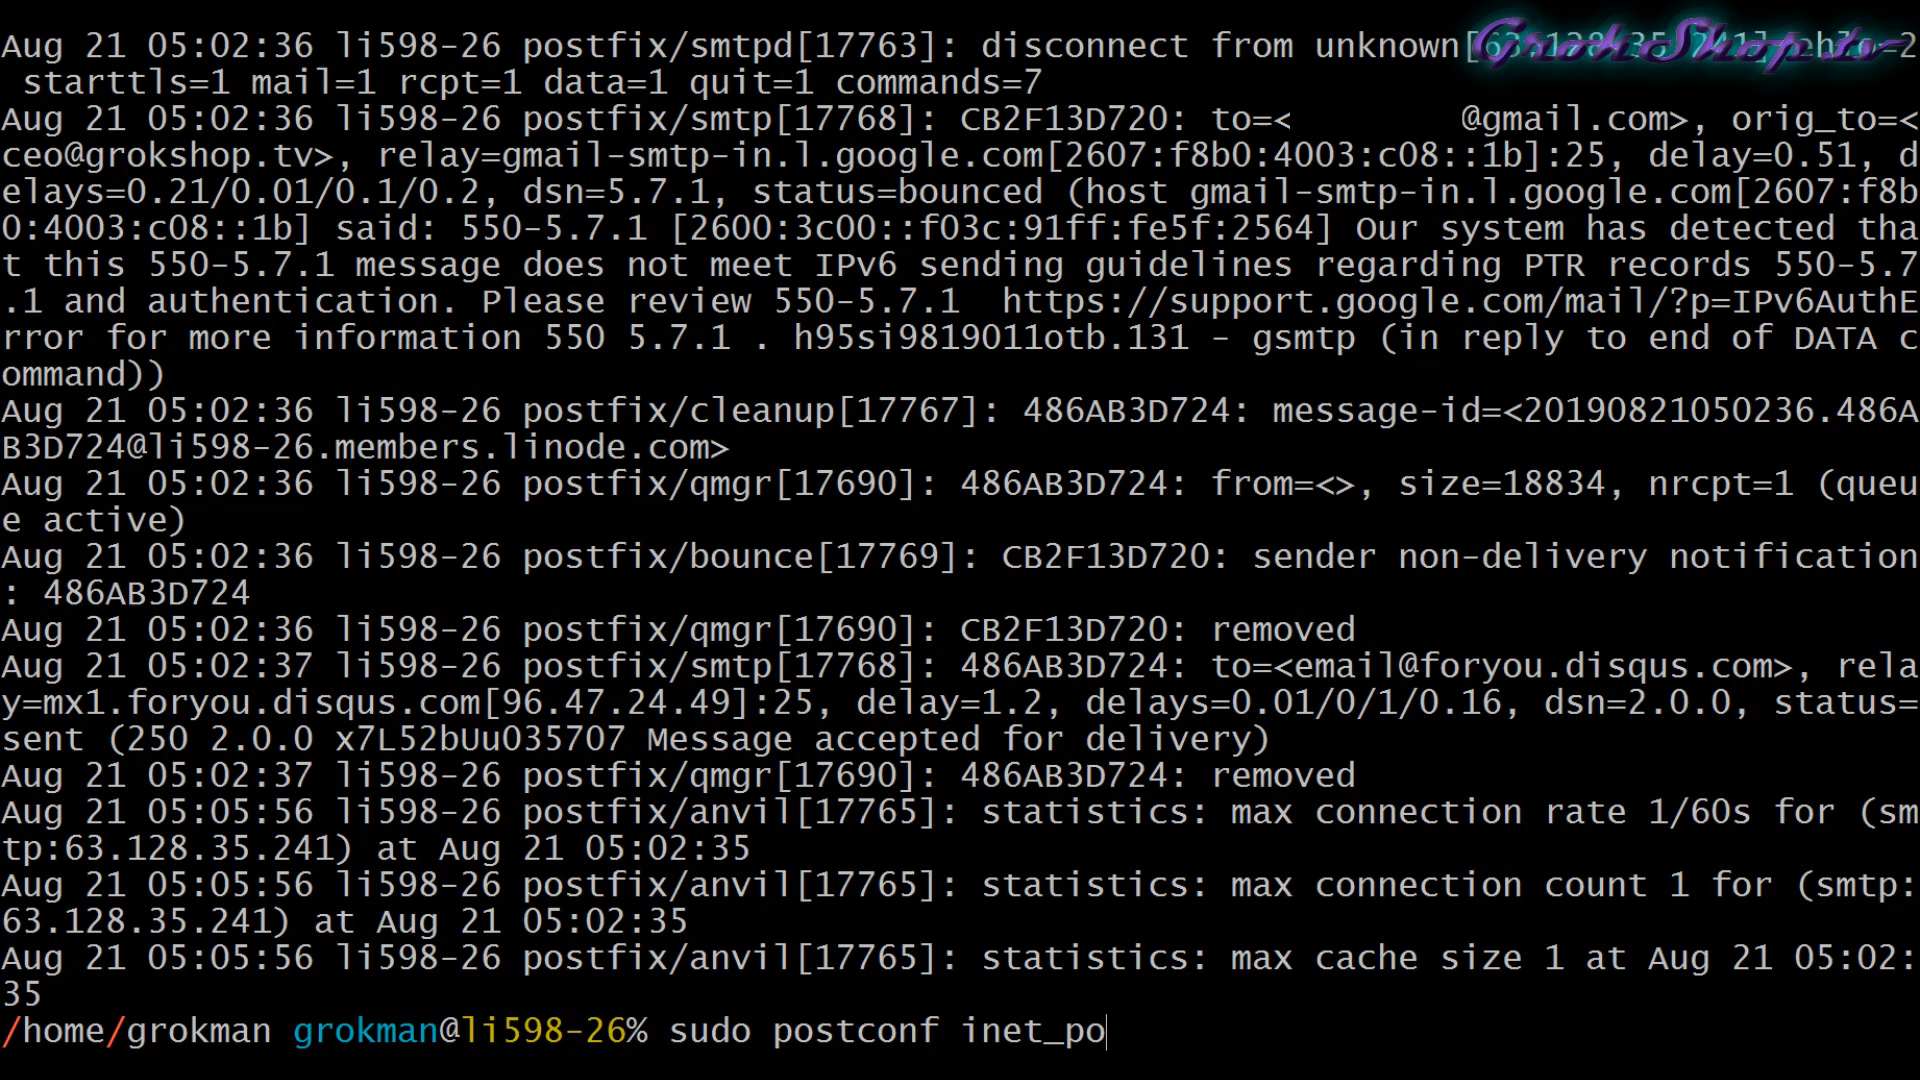 Aug 21 05:02:36 li598-26 postfix/smtpd[17763]: disconnect from unknown[63.128.35.241] ehlo=2
GrokShop.tv
starttls=1 mail=1 rcpt=1 data=1 quit=1 commands=7
Aug 21 05:02:36 li598-26 postfix/smtp[17768]: CB2F13D720: to=<        @gmail.com>, orig_to=<
ceo@grokshop.tv>, relay=gmail-smtp-in.l.google.com[2607:f8b0:4003:c08::1b]:25, delay=0.51, d
elays=0.21/0.01/0.1/0.2, dsn=5.7.1, status=bounced (host gmail-smtp-in.l.google.com[2607:f8b
0:4003:c08::1b] said: 550-5.7.1 [2600:3c00::f03c:91ff:fe5f:2564] Our system has detected tha
t this 550-5.7.1 message does not meet IPv6 sending guidelines regarding PTR records 550-5.7
.1 and authentication. Please review 550-5.7.1  https://support.google.com/mail/?p=IPv6AuthE
rror for more information 550 5.7.1 . h95si9819011otb.131 - gsmtp (in reply to end of DATA c
ommand))
Aug 21 05:02:36 li598-26 postfix/cleanup[17767]: 486AB3D724: message-id=<20190821050236.486A
B3D724@li598-26.members.linode.com>
Aug 21 05:02:36 li598-26 postfix/qmgr[17690]: 486AB3D724: from=<>, size=18834, nrcpt=1 (queu
e active)
Aug 21 05:02:36 li598-26 postfix/bounce[17769]: CB2F13D720: sender non-delivery notification
: 486AB3D724
Aug 21 05:02:36 li598-26 postfix/qmgr[17690]: CB2F13D720: removed
Aug 21 05:02:37 li598-26 postfix/smtp[17768]: 486AB3D724: to=<email@foryou.disqus.com>, rela
y=mx1.foryou.disqus.com[96.47.24.49]:25, delay=1.2, delays=0.01/0/1/0.16, dsn=2.0.0, status=
sent (250 2.0.0 x7L52bUu035707 Message accepted for delivery)
Aug 21 05:02:37 li598-26 postfix/qmgr[17690]: 486AB3D724: removed
Aug 21 05:05:56 li598-26 postfix/anvil[17765]: statistics: max connection rate 1/60s for (sm
tp:63.128.35.241) at Aug 21 05:02:35
Aug 21 05:05:56 li598-26 postfix/anvil[17765]: statistics: max connection count 1 for (smtp:
63.128.35.241) at Aug 21 05:02:35
Aug 21 05:05:56 li598-26 postfix/anvil[17765]: statistics: max cache size 1 at Aug 21 05:02:
35
/home/grokman grokman@li598-26% sudo postconf inet_po